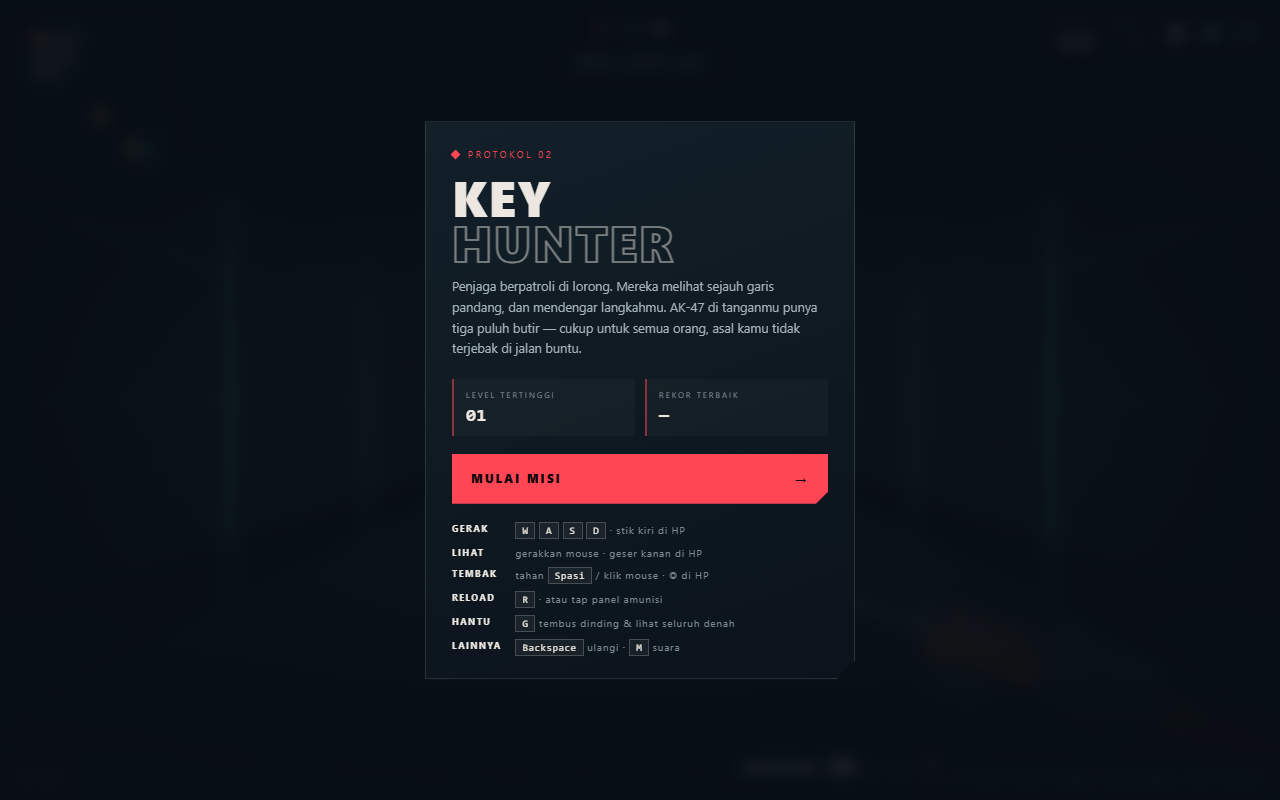 PROTOKOL 02
KEY
HUNTER
Penjaga berpatroli di lorong. Mereka melihat sejauh garis
pandang, dan mendengar langkahmu. AK-47 di tanganmu punya
tiga puluh butir — cukup untuk semua orang, asal kamu tidak
terjebak di jalan buntu.
LEVEL TERTINGGI
01
REKOR TERBAIK
—
MULAI MISI →
GERAK W A S D · stik kiri di HP
LIHAT gerakkan mouse · geser kanan di HP
TEMBAK tahan Spasi / klik mouse · ◎ di HP
RELOAD R · atau tap panel amunisi
HANTU G tembus dinding & lihat seluruh denah
LAINNYA Backspace ulangi · M suara